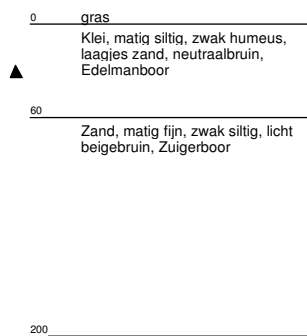 0 gras
Klei, matig siltig, zwak humeus,
laagjes zand, neutraalbruin,
Edelmanboor
60
Zand, matig fijn, zwak siltig, licht
beigebruin, Zuigerboor
200